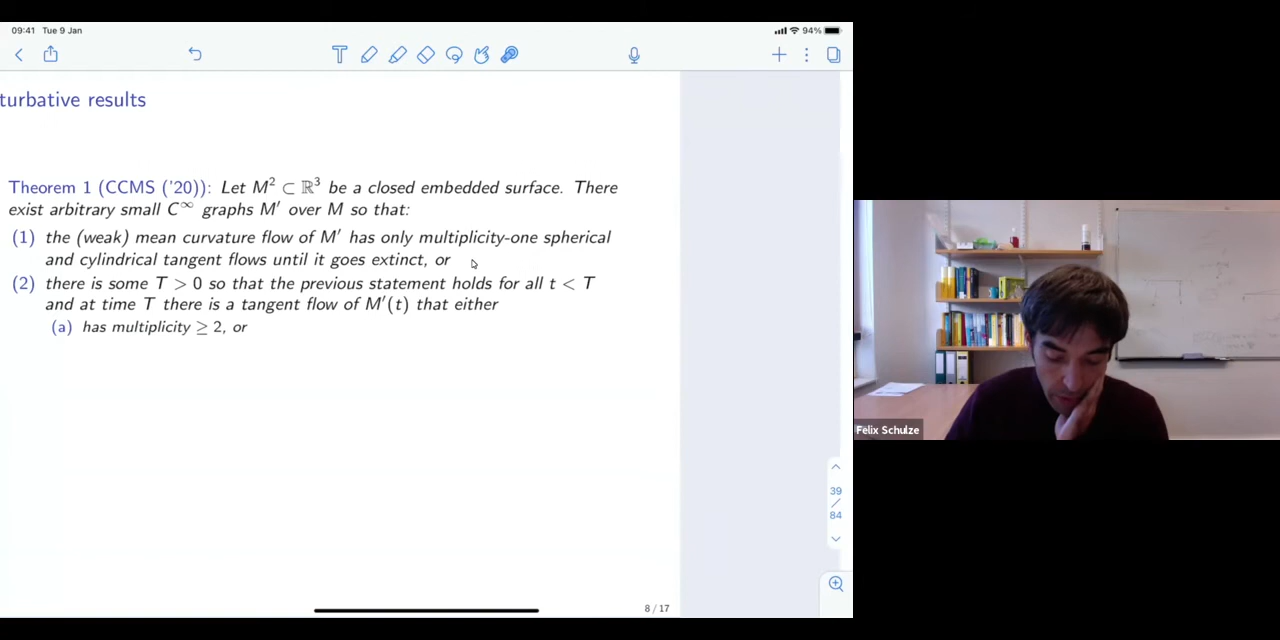 09:41 Tue 9 Jan
94%
turbative results
Theorem 1 (CCMS ('20)): Let M² ⊂ ℝ³ be a closed embedded surface. There
exist arbitrary small C∞ graphs M′ over M so that:
(1) the (weak) mean curvature flow of M′ has only multiplicity-one spherical
and cylindrical tangent flows until it goes extinct, or
(2) there is some T > 0 so that the previous statement holds for all t < T
and at time T there is a tangent flow of M′(t) that either
(a) has multiplicity ≥ 2, or
39
/
84
8 / 17
Felix Schulze